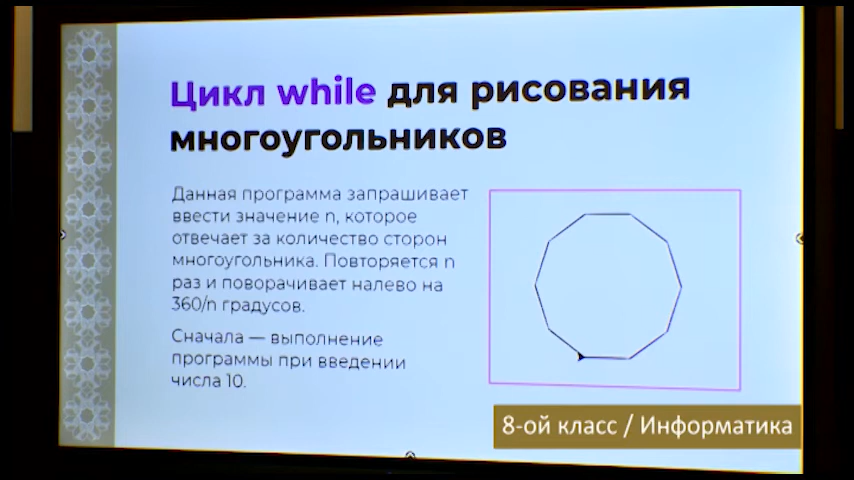 Цикл while для рисования
многоугольников
Данная программа запрашивает
ввести значение n, которое
отвечает за количество сторон
многоугольника. Повторяется n
раз и поворачивает налево на
360/n градусов.
Сначала — выполнение
программы при введении
числа 10.
8-ой класс / Информатика